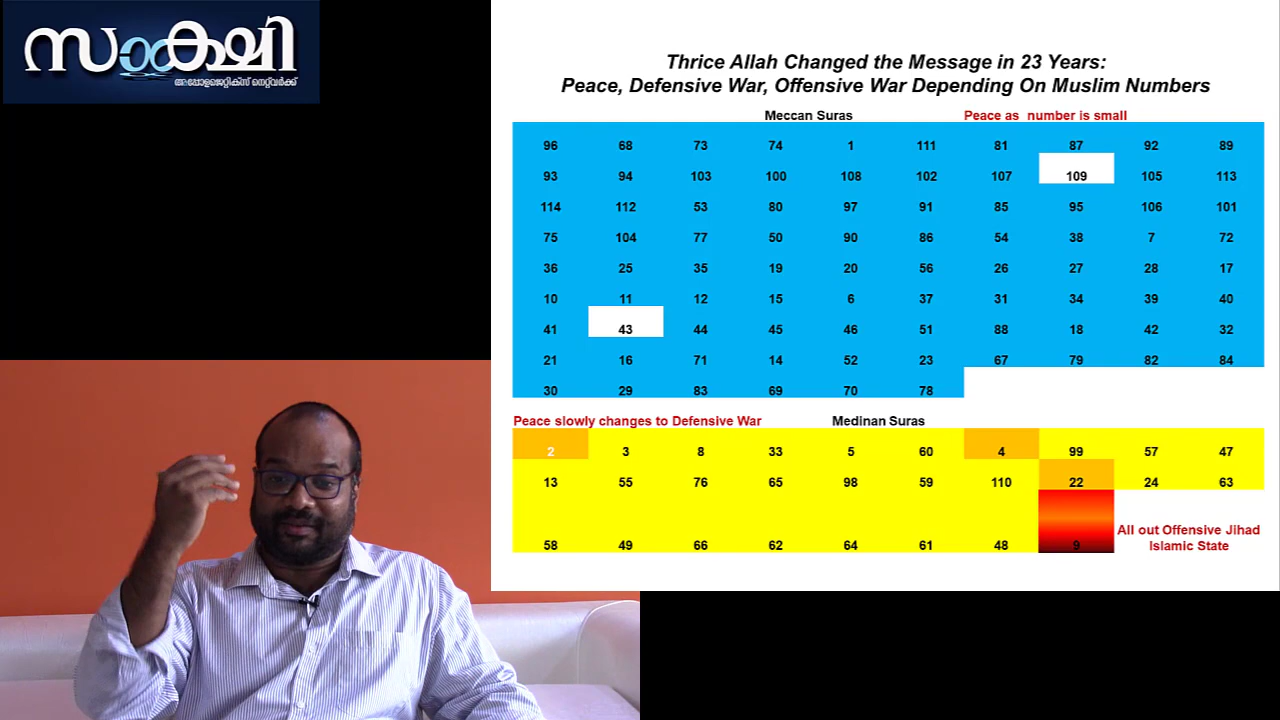 സാക്ഷി
അപ്പോളജെറ്റിക്സ് നെറ്റ്‌വർക്ക്
Thrice Allah Changed the Message in 23 Years:
Peace, Defensive War, Offensive War Depending On Muslim Numbers
Meccan Suras Peace as number is small
96 68 73 74 1 111 81 87 92 89
93 94 103 100 108 102 107 109 105 113
114 112 53 80 97 91 85 95 106 101
75 104 77 50 90 86 54 38 7 72
36 25 35 19 20 56 26 27 28 17
10 11 12 15 6 37 31 34 39 40
41 43 44 45 46 51 88 18 42 32
21 16 71 14 52 23 67 79 82 84
30 29 83 69 70 78
Peace slowly changes to Defensive War Medinan Suras
2 3 8 33 5 60 4 99 57 47
13 55 76 65 98 59 110 22 24 63
All out Offensive Jihad
58 49 66 62 64 61 48 9 Islamic State